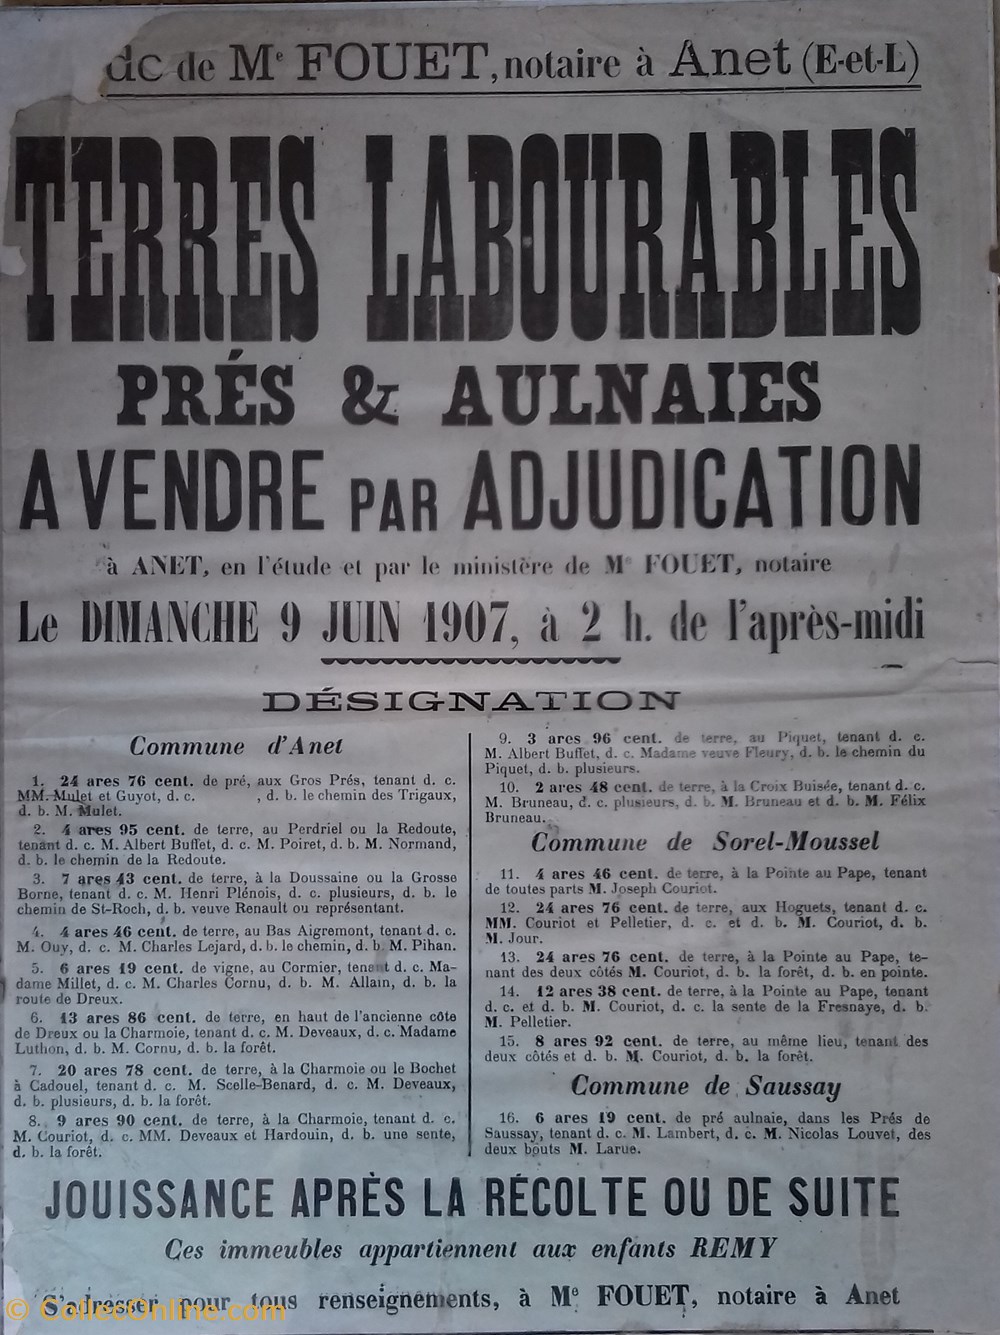 de Mᵉ FOUET, notaire à Anet (E-et-L)
TERRES LABOURABLES
PRÉS & AULNAIES
A VENDRE PAR ADJUDICATION
à ANET, en l'étude et par le ministère de Mᵉ FOUET, notaire
Le DIMANCHE 9 JUIN 1907, à 2 h. de l'après-midi
DÉSIGNATION
Commune d'Anet
1. 24 ares 76 cent. de pré, aux Gros Prés, tenant d. c.
MM. Mulet et Guyot, d. c. , d. b. le chemin des Trigaux,
d. b. M. Mulet.
2. 4 ares 95 cent. de terre, au Perdriel ou la Redoute,
tenant d. c. M. Albert Buffet, d. c. M. Poiret, d. b. M. Normand,
d. b. le chemin de la Redoute.
3. 7 ares 43 cent. de terre, à la Doussaine ou la Grosse
Borne, tenant d. c. M. Henri Plénois, d. c. plusieurs, d. b. le
chemin de St-Roch, d. b. veuve Renault ou représentant.
4. 4 ares 46 cent. de terre, au Bas Aigremont, tenant d. c.
M. Ouy, d. c. M. Charles Lejard, d. b. le chemin, d. b. M. Pihan.
5. 6 ares 19 cent. de vigne, au Cormier, tenant d. c. Ma-
dame Millet, d. c. M. Charles Cornu, d. b. M. Allain, d. b. la
route de Dreux.
6. 13 ares 86 cent. de terre, en haut de l'ancienne côte
de Dreux ou la Charmoie, tenant d. c. M. Deveaux, d. c. Madame
Luthon, d. b. M. Cornu, d. b. la forêt.
7. 20 ares 78 cent. de terre, à la Charmoie ou le Bochet
à Cadouel, tenant d. c. M. Scelle-Benard, d. c. M. Deveaux,
d. b. plusieurs, d. b. la forêt.
8. 9 ares 90 cent. de terre, à la Charmoie, tenant d. c.
M. Couriot, d. c. MM. Deveaux et Hardouin, d. b. une sente,
d. b. la forêt.
9. 3 ares 96 cent. de terre, au Piquet, tenant d. c.
M. Albert Buffet, d. c. Madame veuve Fleury, d. b. le chemin du
Piquet, d. b. plusieurs.
10. 2 ares 48 cent. de terre, à la Croix Buisée, tenant d. c.
M. Bruneau, d. c. plusieurs, d. b. M. Bruneau et d. b. M. Félix
Bruneau.
Commune de Sorel-Moussel
11. 4 ares 46 cent. de terre, à la Pointe au Pape, tenant
de toutes parts M. Joseph Couriot.
12. 24 ares 76 cent. de terre, aux Hoguets, tenant d. c.
MM. Couriot et Pelletier, d. c. et d. b. M. Couriot, d. b.
M. Jour.
13. 24 ares 76 cent. de terre, à la Pointe au Pape, te-
nant des deux côtés M. Couriot, d. b. la forêt, d. b. en pointe.
14. 12 ares 38 cent. de terre, à la Pointe au Pape, tenant
d. c. et d. b. M. Couriot, d. c. la sente de la Fresnaye, d. b.
M. Pelletier.
15. 8 ares 92 cent. de terre, au même lieu, tenant des
deux côtés et d. b. M. Couriot, d. b. la forêt.
Commune de Saussay
16. 6 ares 19 cent. de pré aulnaie, dans les Prés de
Saussay, tenant d. c. M. Lambert, d. c. M. Nicolas Louvet, des
deux bouts M. Larue.
JOUISSANCE APRÈS LA RÉCOLTE OU DE SUITE
Ces immeubles appartiennent aux enfants REMY
S'adresser pour tous renseignements, à Mᵉ FOUET, notaire à Anet
© CollecOnline.com